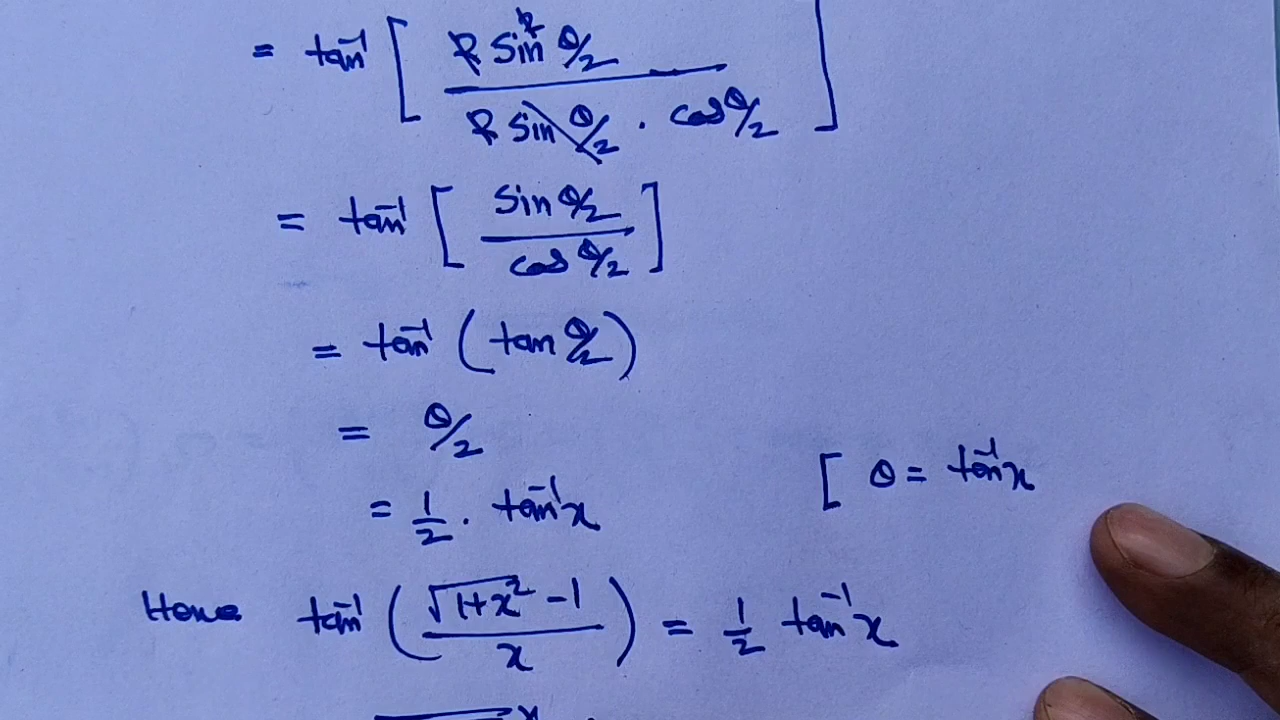 = tan⁻¹ [ 2 Sin² θ/2 / 2 Sin θ/2 . cos θ/2 ]
= tan⁻¹ [ Sin θ/2 / cos θ/2 ]
= tan⁻¹ ( tan θ/2 )
= θ/2
= 1/2 . tan⁻¹x [ θ = tan⁻¹x
Hence tan⁻¹ ( √1+x² - 1 / x ) = 1/2 tan⁻¹x